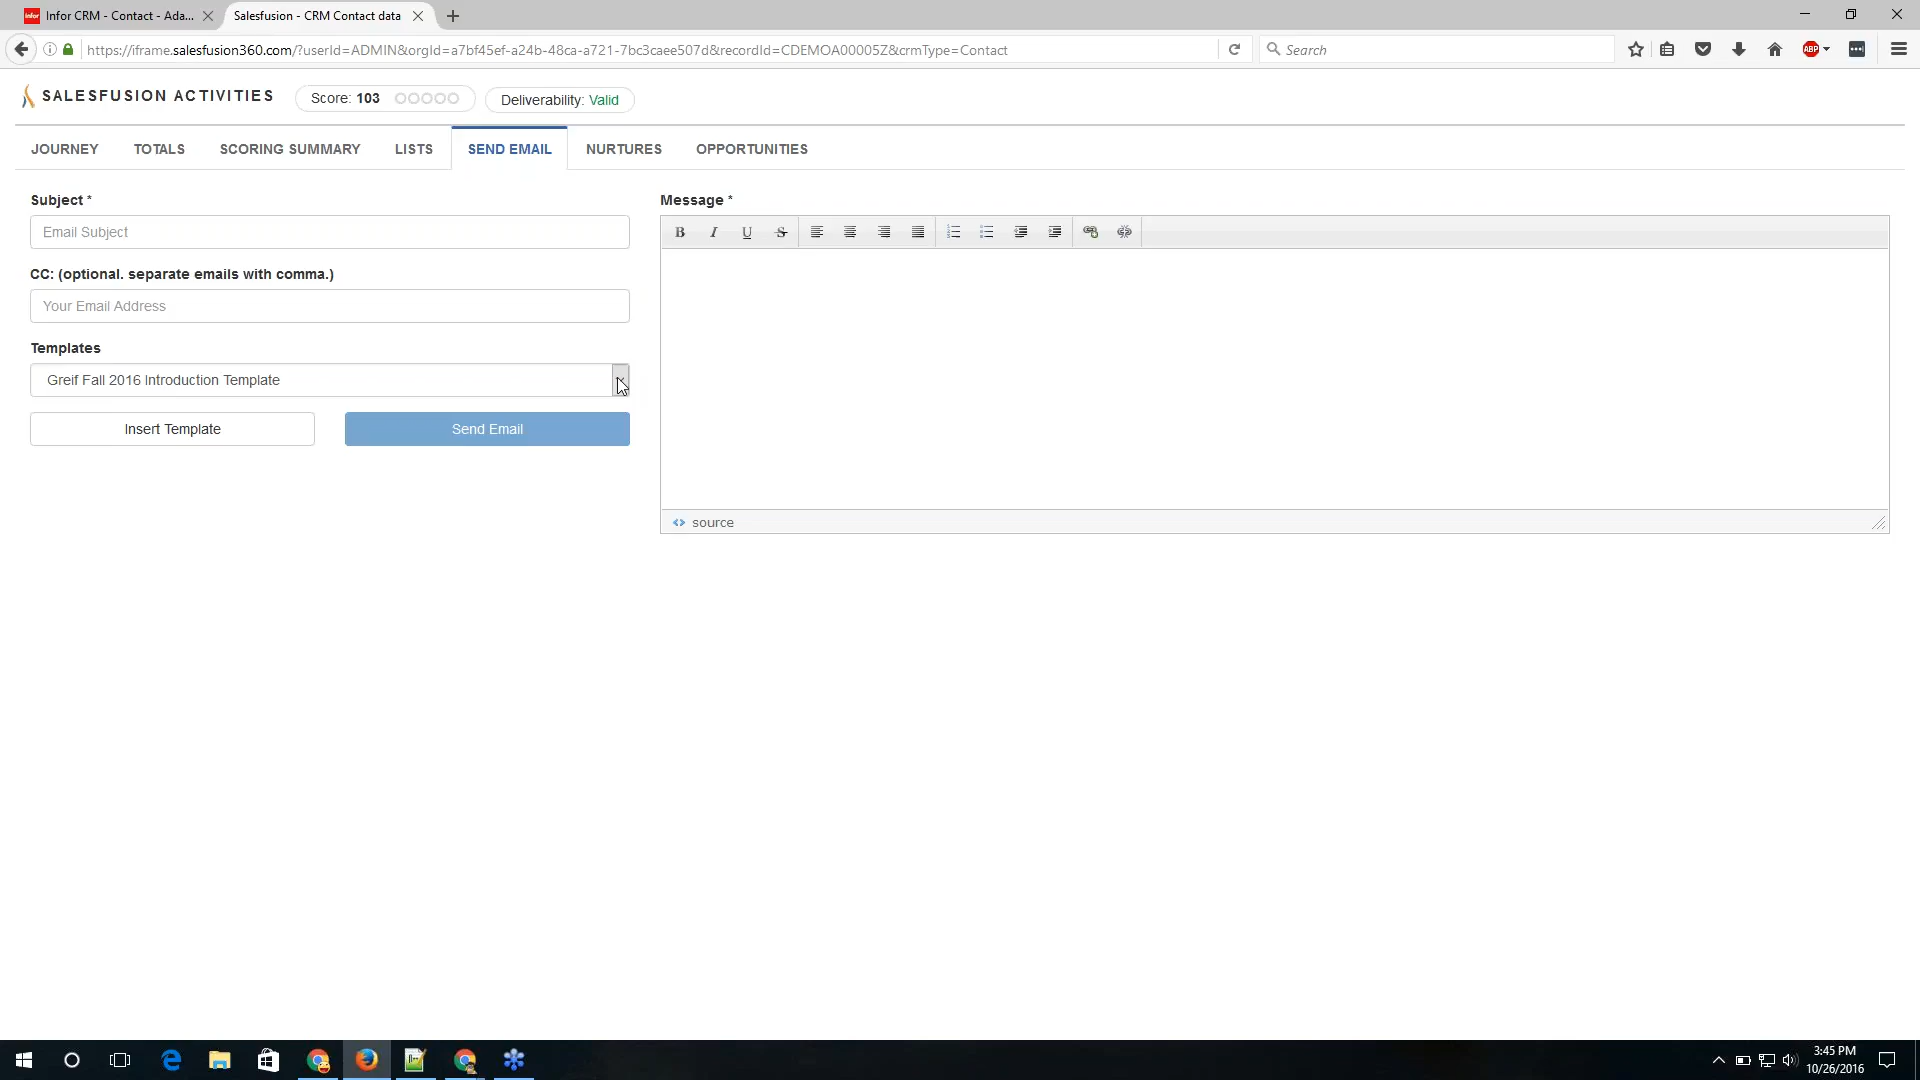 Infor CRM - Contact - Ada...
Salesfusion - CRM Contact data
https://iframe.salesfusion360.com/?userId=ADMIN&orgId=a7bf45ef-a24b-48ca-a721-7bc3caee507d&recordId=CDEMOA00005Z&crmType=Contact
Search
ABP
SALESFUSION ACTIVITIES
Score: 103
Deliverability: Valid
JOURNEY
TOTALS
SCORING SUMMARY
LISTS
SEND EMAIL
NURTURES
OPPORTUNITIES
Subject *
Email Subject
CC: (optional. separate emails with comma.)
Your Email Address
Templates
Greif Fall 2016 Introduction Template
Insert Template
Send Email
Message *
B I U S
source
3:45 PM
10/26/2016